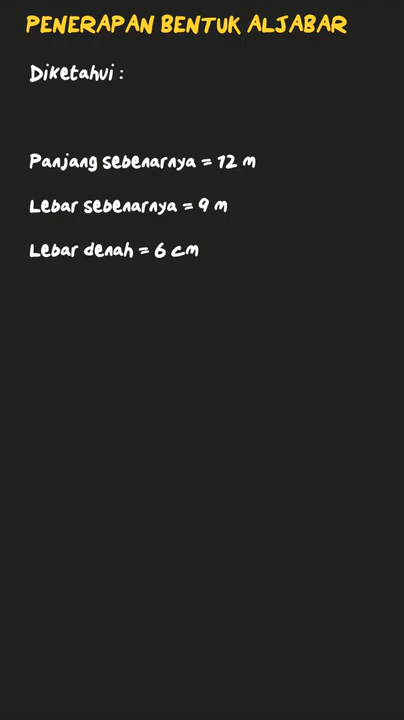 PENERAPAN BENTUK ALJABAR
Diketahui :
Panjang sebenarnya = 12 m
Lebar sebenarnya = 9 m
Lebar denah = 6 cm